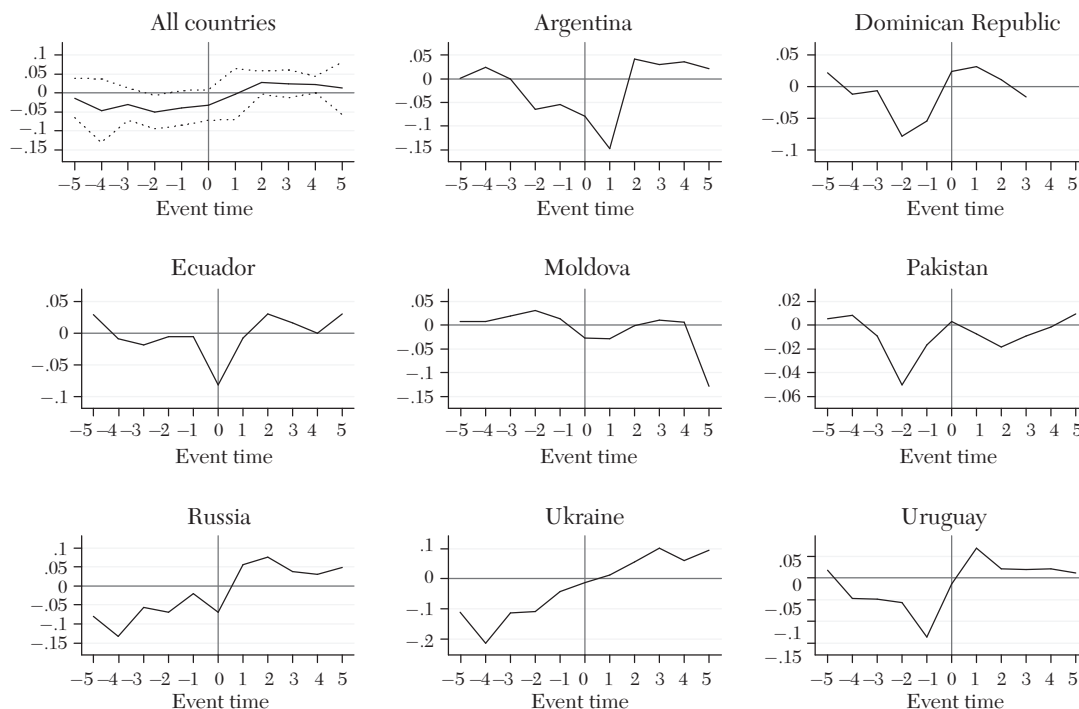 All countries
.1
.05
0
−.05
−.1
−.15
−5 −4 −3 −2 −1 0 1 2 3 4 5
Event time
Argentina
0.05
0
−.05
−.1
−.15
−5 −4 −3 −2 −1 0 1 2 3 4 5
Event time
Dominican Republic
.05
0
−.05
−.1
−5 −4 −3 −2 −1 0 1 2 3 4 5
Event time
Ecuador
.05
0
−.05
−.1
−5 −4 −3 −2 −1 0 1 2 3 4 5
Event time
Moldova
.05
0
−.05
−.1
−.15
−5 −4 −3 −2 −1 0 1 2 3 4 5
Event time
Pakistan
.02
0
−.02
−.04
−.06
−5 −4 −3 −2 −1 0 1 2 3 4 5
Event time
Russia
.1
.05
0
−.05
−.1
−.15
−5 −4 −3 −2 −1 0 1 2 3 4 5
Event time
Ukraine
.1
0
−.1
−.2
−5 −4 −3 −2 −1 0 1 2 3 4 5
Event time
Uruguay
.05
0
−.05
−.1
−.15
−5 −4 −3 −2 −1 0 1 2 3 4 5
Event time